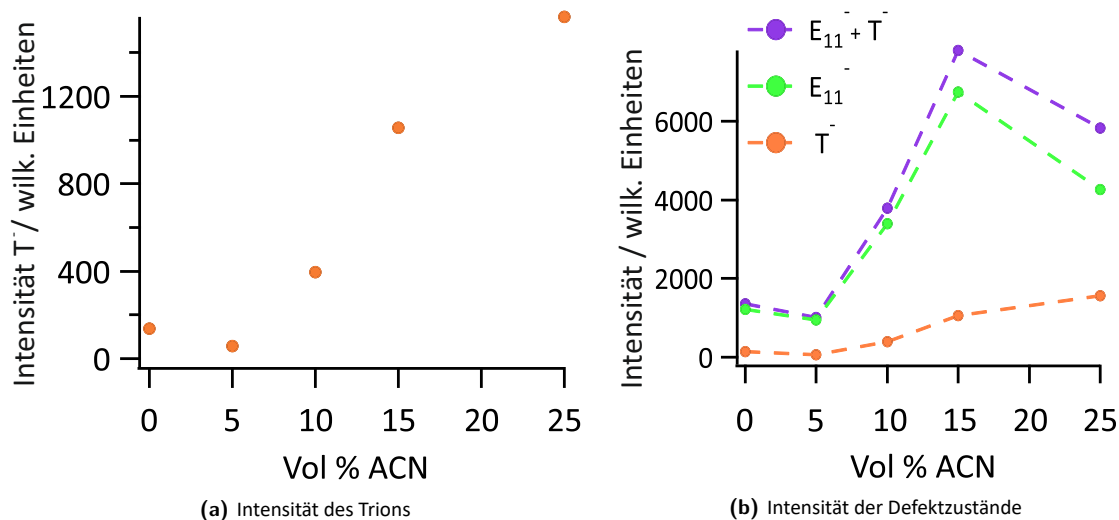 Intensität T⁻/ wilk. Einheiten
1200
800
400
0
0 5 10 15 20 25
Vol % ACN
(a) Intensität des Trions
E₁₁⁻ + T⁻
E₁₁⁻
T⁻
Intensität / wilk. Einheiten
6000
4000
2000
0
0 5 10 15 20 25
Vol % ACN
(b) Intensität der Defektzustände